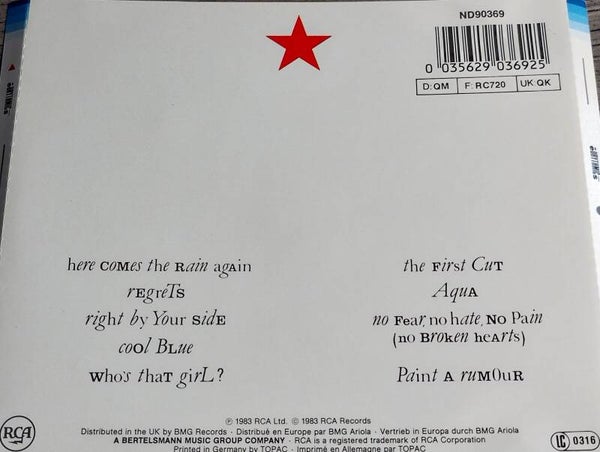 ND90369
0 035629 036925
D: QM F: RC720 UK QK
here comes the Rain again
regrets
right by Your side
cool Blue
who's that girl?
the First Cut
Aqua
no Fear, no hate, No Pain
(no Broken hearts)
Paint A rumour
℗ 1983 RCA Ltd. © 1983 RCA Records
Distributed in the UK by BMG Records · Distribué en Europe par BMG Ariola · Vertrieb in Europa durch BMG Ariola
A BERTELSMANN MUSIC GROUP COMPANY · RCA is a registered trademark of RCA Corporation
Printed in Germany by TOPAC · Imprimé en Allemagne par TOPAC
RCA
LC 0316